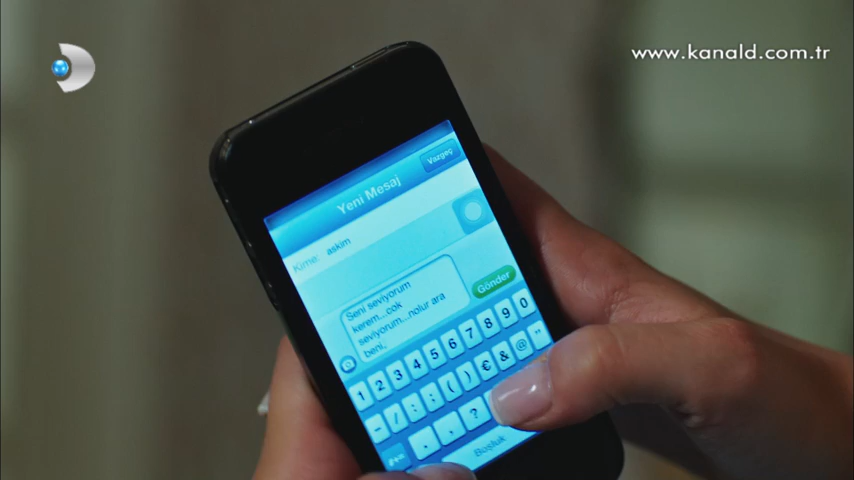 www.kanald.com.tr
Yeni Mesaj
Vazgeç
Kime: askim
Seni seviyorum
kerem...cok
seviyorum...nolur ara
beni,
Gönder
1 2 3 4 5 6 7 8 9 0
- / : ; ( ) € & @ "
. , ?
Boşluk